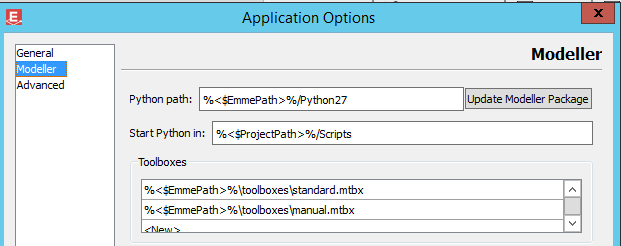 E
Application Options
x
General
Modeller
Advanced
Modeller
Python path: %<$EmmePath>%/Python27 Update Modeller Package
Start Python in: %<$ProjectPath>%/Scripts
Toolboxes
%<$EmmePath>%\toolboxes\standard.mtbx
%<$EmmePath>%\toolboxes\manual.mtbx
<New>